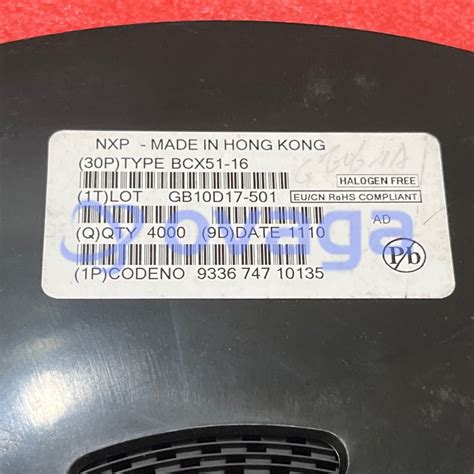 NXP - MADE IN HONG KONG
(30P)TYPE BCX51-16
HALOGEN FREE
(1T)LOT GB10D17-501
EU/CN RoHS COMPLIANT
AD
(Q)QTY 4000 (9D)DATE 1110
ovaga
Pb
(1P)CODENO 9336 747 10135